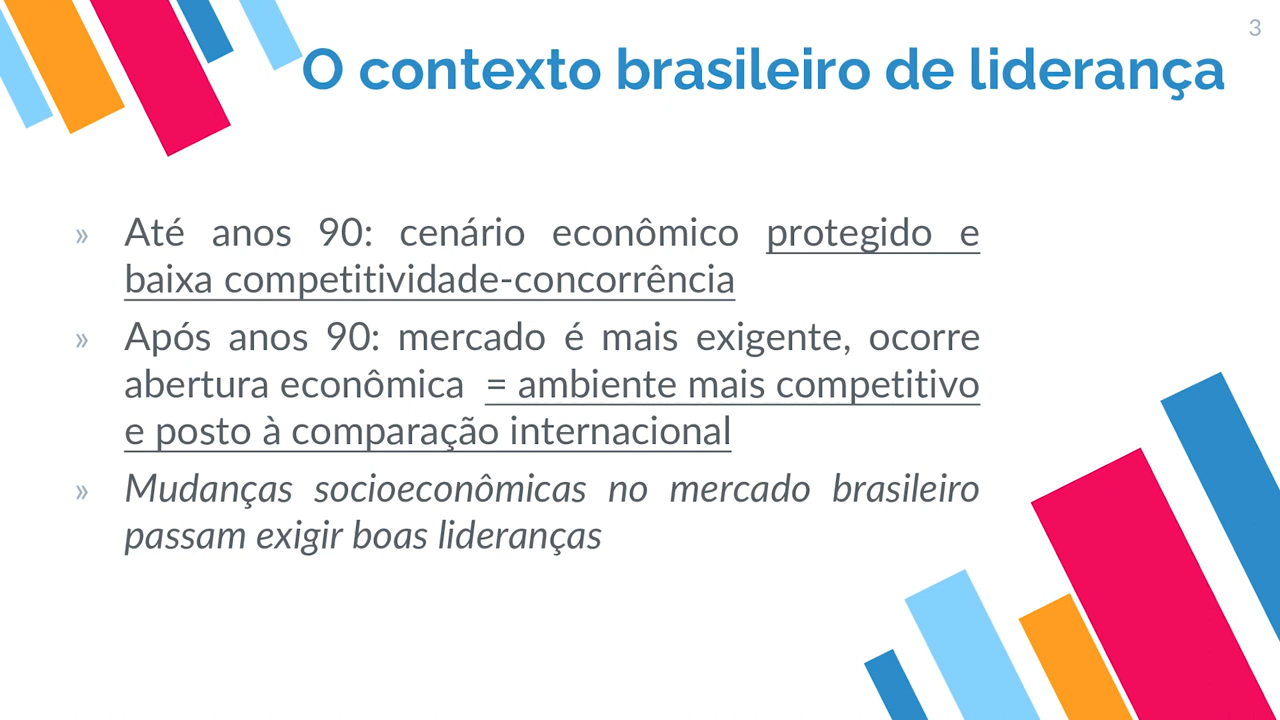 3
O contexto brasileiro de liderança
» Até anos 90: cenário econômico protegido e
baixa competitividade-concorrência
» Após anos 90: mercado é mais exigente, ocorre
abertura econômica = ambiente mais competitivo
e posto à comparação internacional
» Mudanças socioeconômicas no mercado brasileiro
passam exigir boas lideranças